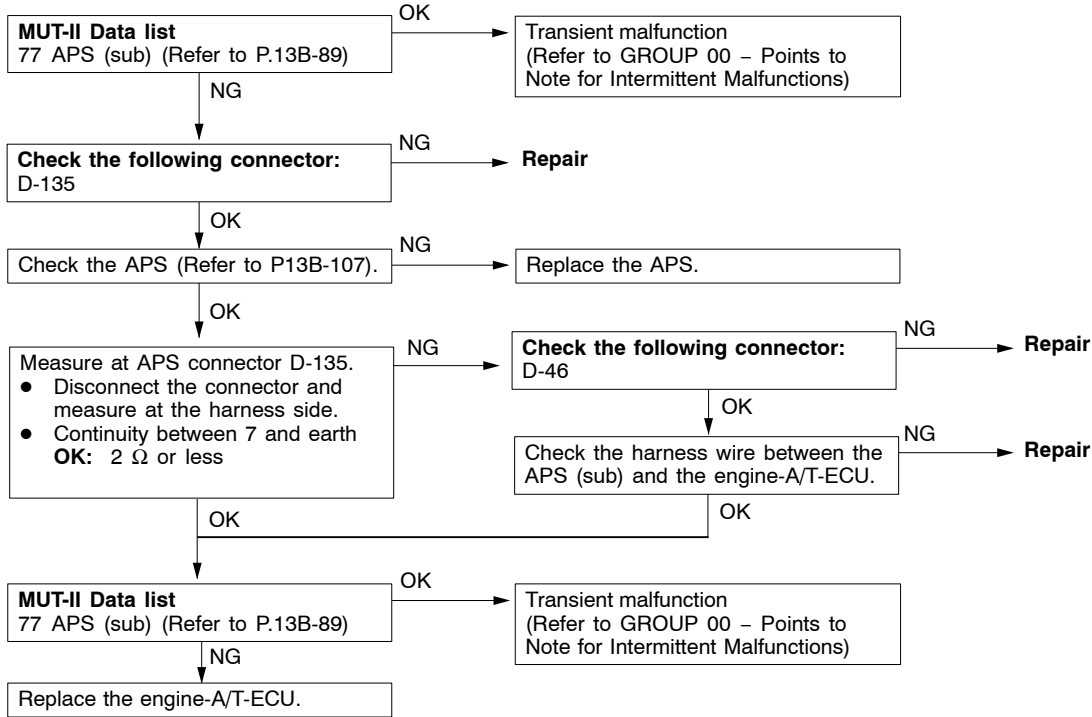 MUT-II Data list
77 APS (sub) (Refer to P.13B-89)
OK
Transient malfunction
(Refer to GROUP 00 – Points to
Note for Intermittent Malfunctions)
NG
Check the following connector:
D-135
NG
Repair
OK
Check the APS (Refer to P13B-107).
NG
Replace the APS.
OK
Measure at APS connector D-135.
● Disconnect the connector and
measure at the harness side.
● Continuity between 7 and earth
OK: 2 Ω or less
NG
Check the following connector:
D-46
NG
Repair
OK
Check the harness wire between the
APS (sub) and the engine-A/T-ECU.
NG
Repair
OK
OK
MUT-II Data list
77 APS (sub) (Refer to P.13B-89)
OK
Transient malfunction
(Refer to GROUP 00 – Points to
Note for Intermittent Malfunctions)
NG
Replace the engine-A/T-ECU.